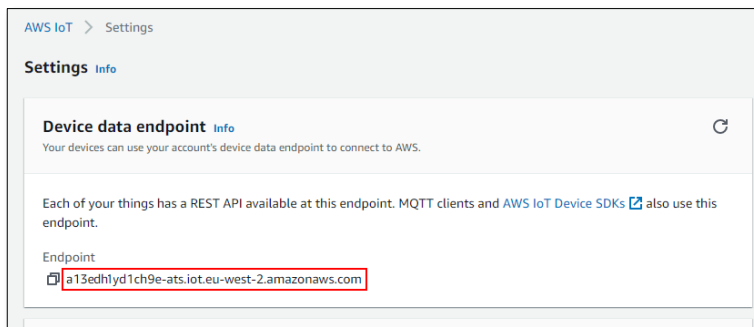 AWS IoT > Settings
Settings Info
Device data endpoint Info
Your devices can use your account's device data endpoint to connect to AWS.
Each of your things has a REST API available at this endpoint. MQTT clients and AWS IoT Device SDKs also use this
endpoint.
Endpoint
a13edh1yd1ch9e-ats.iot.eu-west-2.amazonaws.com